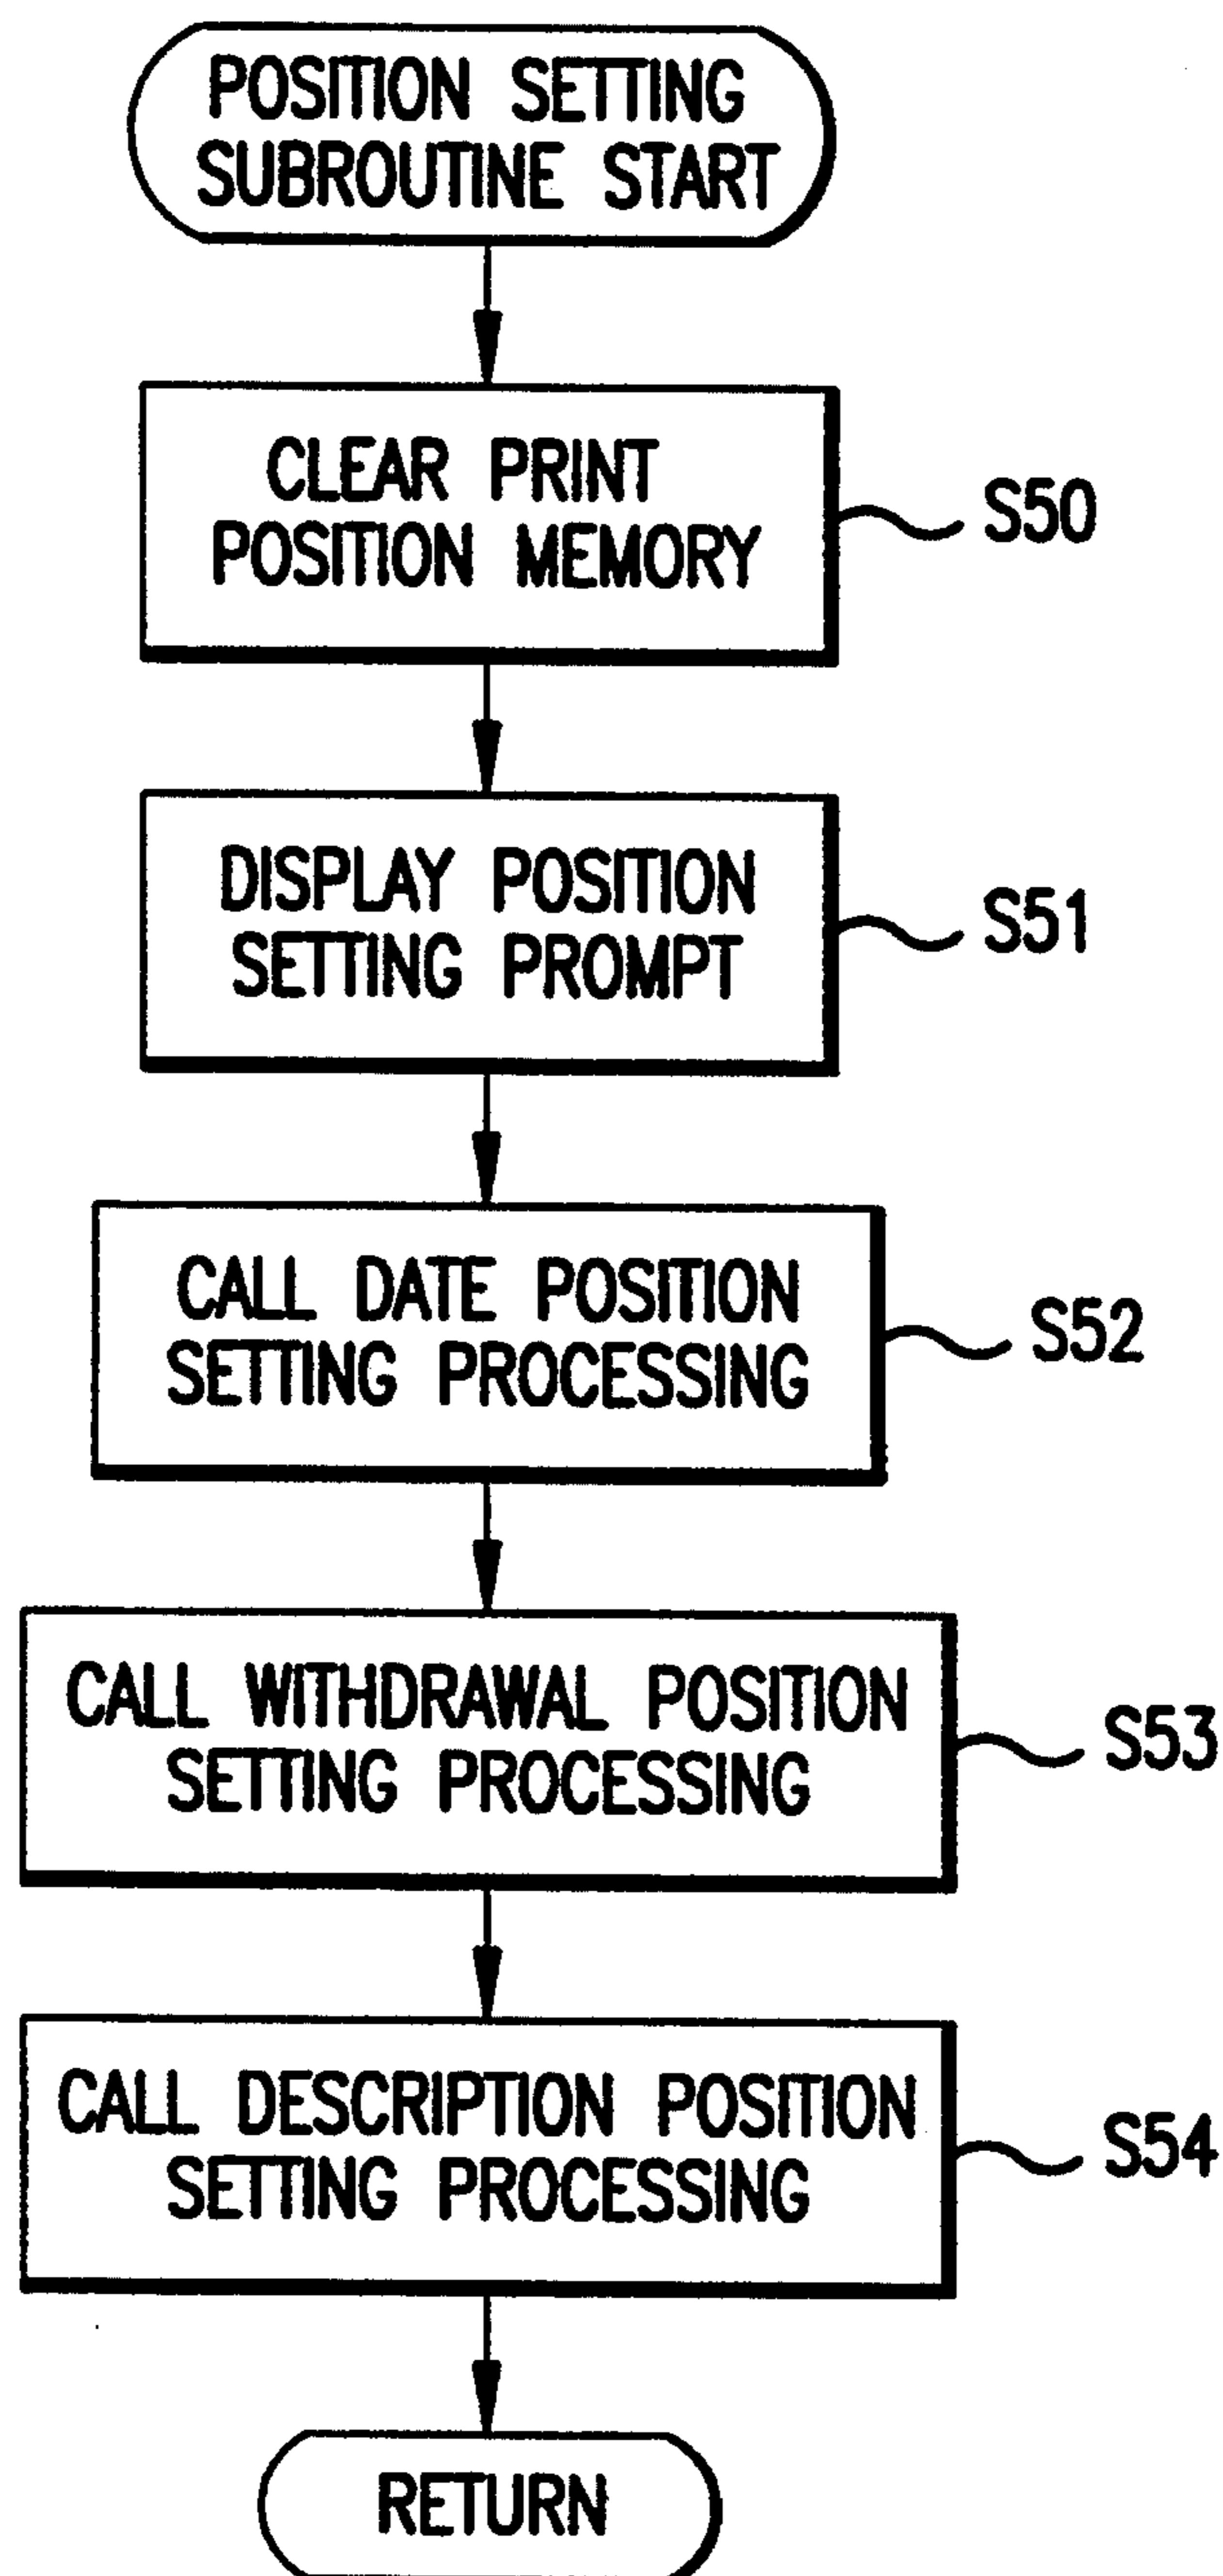 POSITION SETTING
SUBROUTINE START
CLEAR PRINT
POSITION MEMORY
S50
DISPLAY POSITION
SETTING PROMPT
S51
CALL DATE POSITION
SETTING PROCESSING
S52
CALL WITHDRAWAL POSITION
SETTING PROCESSING
S53
CALL DESCRIPTION POSITION
SETTING PROCESSING
S54
RETURN